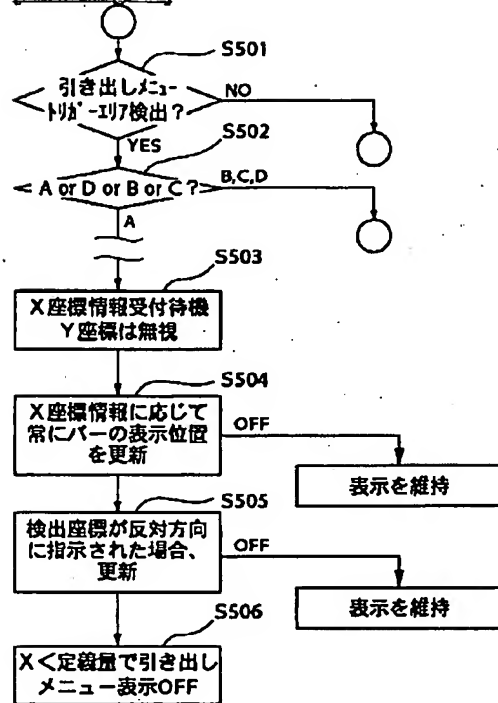 S501
引き出しメニュー
トリガーエリア検出？
NO
YES
S502
A or D or B or C ?
B,C,D
A
S503
X座標情報受付待機
Y座標は無視
S504
X座標情報に応じて
常にバーの表示位置
を更新
OFF
表示を維持
S505
検出座標が反対方向
に指示された場合、
更新
OFF
表示を維持
S506
X＜定義量で引き出し
メニュー表示OFF